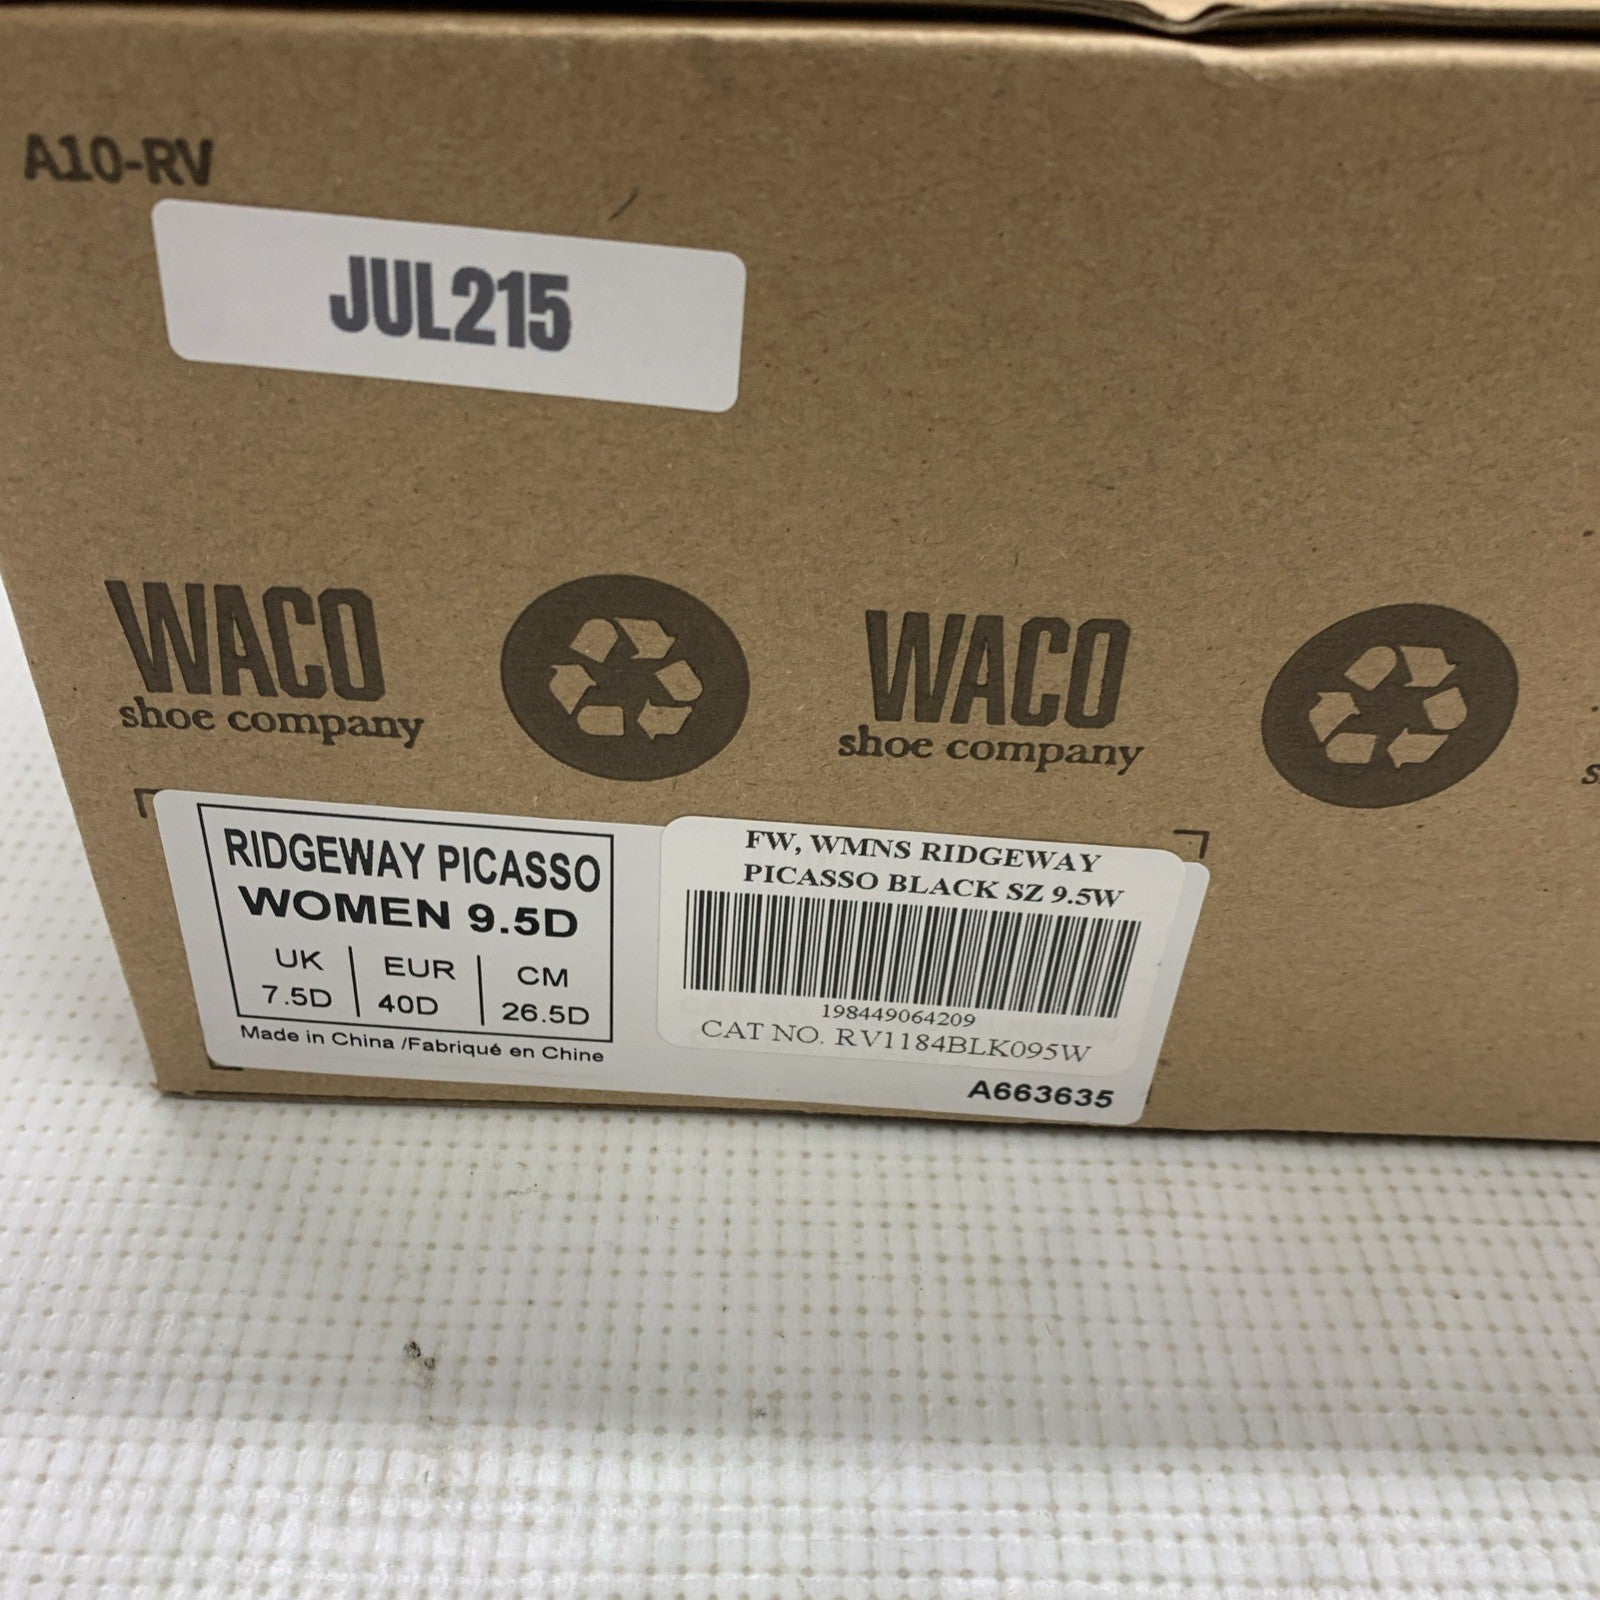 A10-RV
JUL215
WACO
shoe company
WACO
shoe company
RIDGEWAY PICASSO
WOMEN 9.5D
UK
EUR
CM
7.5D
40D
26.5D
Made in China /Fabriqué en Chine
FW, WMNS RIDGEWAY
PICASSO BLACK SZ 9.5W
198449064209
CAT NO. RV1184BLK095W
A663635